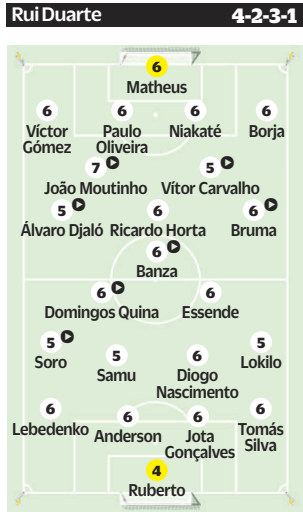 Rui Duarte 4-2-3-1
6
Matheus
6 6 6 6
Víctor Gómez Paulo Oliveira Niakaté Borja
7 5
João Moutinho Vítor Carvalho
5 6 6
Álvaro Djaló Ricardo Horta Bruma
6
Banza
6 6
Domingos Quina Essende
5 5 6 5
Soro Samu Diogo Nascimento Lokilo
6 6 6 6
Lebedenko Anderson Jota Gonçalves Tomás Silva
4
Ruberto